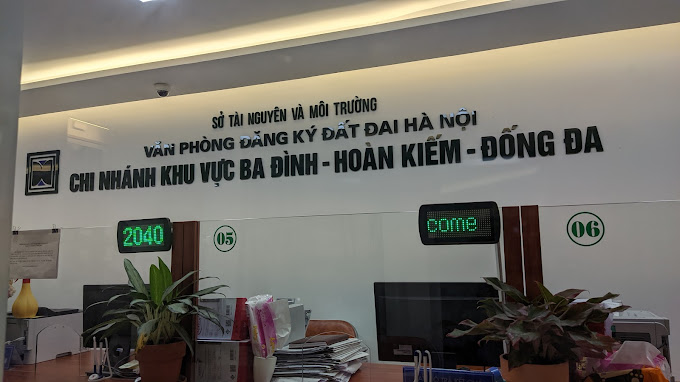 SỞ TÀI NGUYÊN VÀ MÔI TRƯỜNG
VĂN PHÒNG ĐĂNG KÝ ĐẤT ĐAI HÀ NỘI
CHI NHÁNH KHU VỰC BA ĐÌNH - HOÀN KIẾM - ĐỐNG ĐA
2040
05
come
06